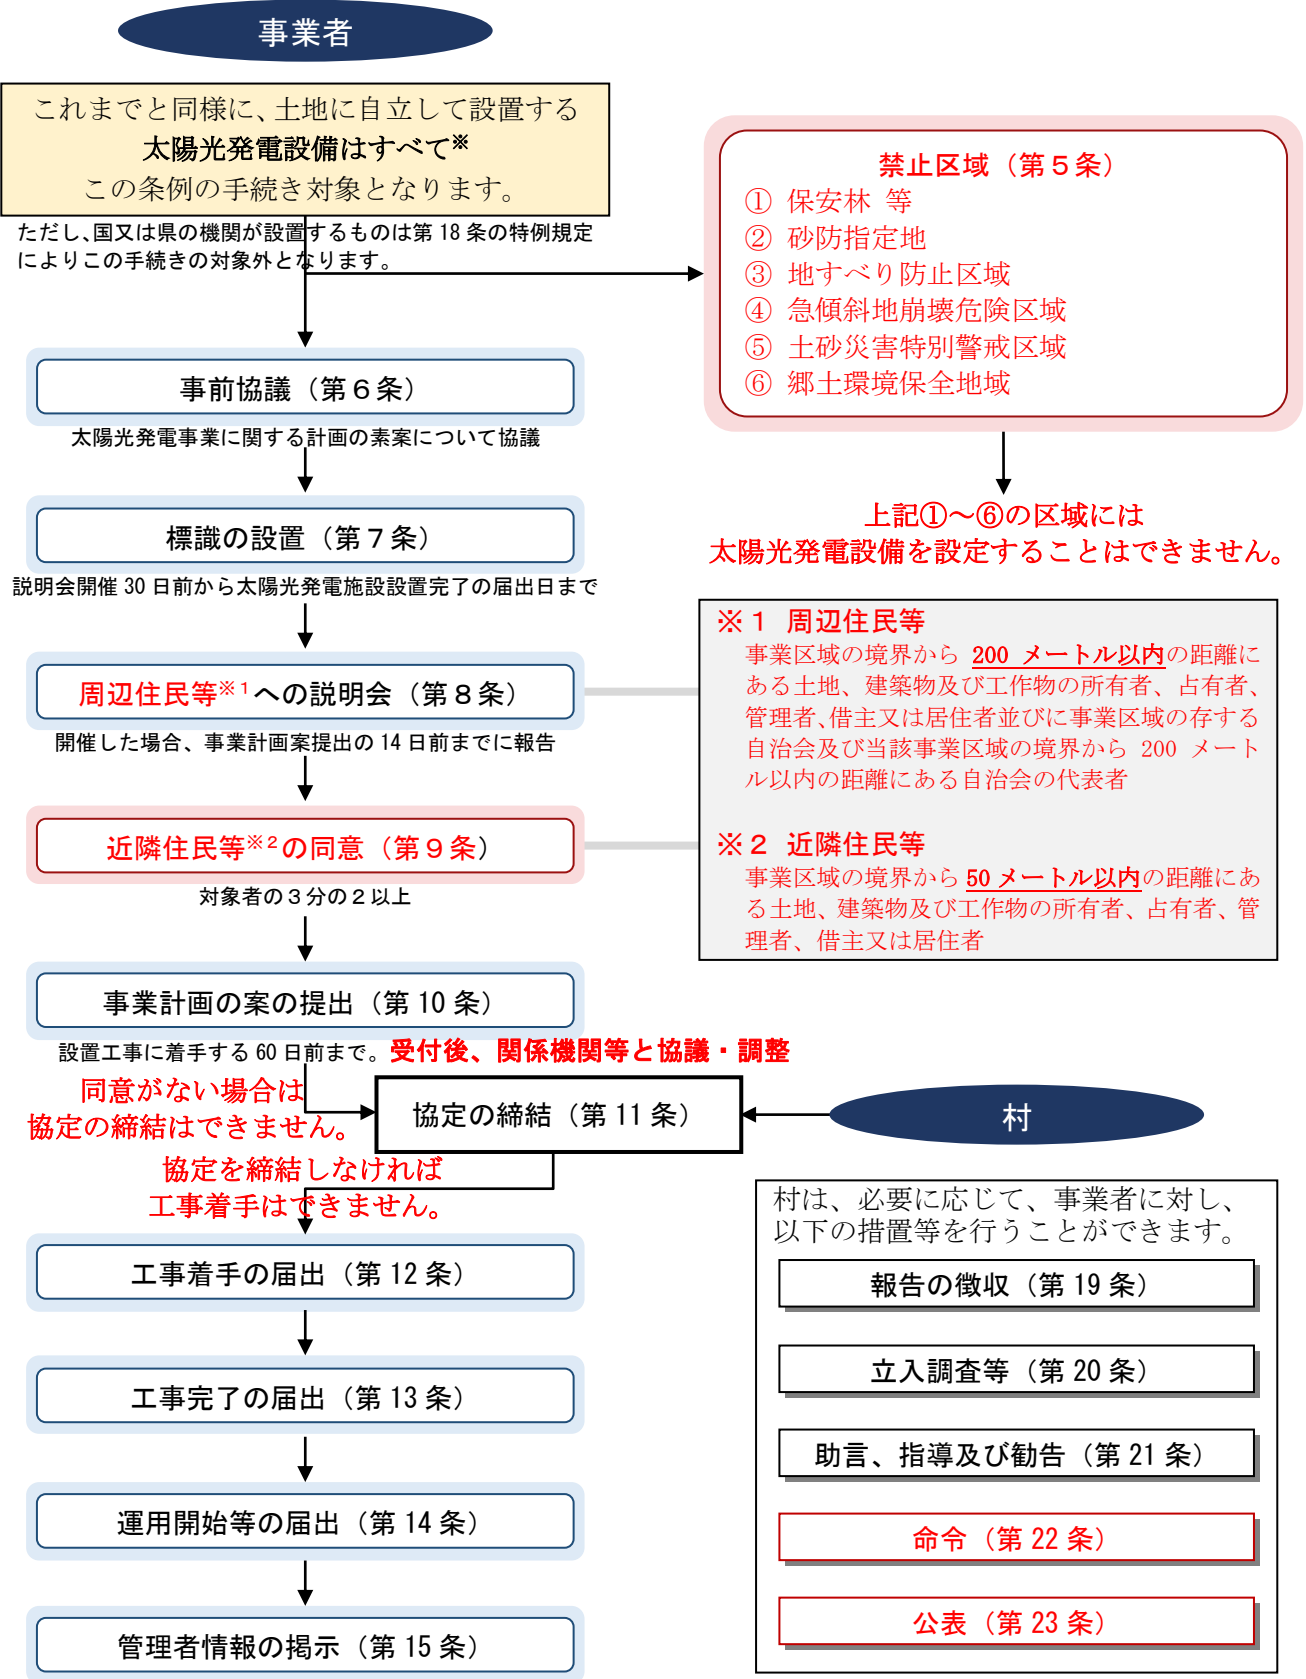 事業者
これまでと同様に、土地に自立して設置する
太陽光発電設備はすべて※
この条例の手続き対象となります。
ただし、国又は県の機関が設置するものは第 18 条の特例規定
によりこの手続きの対象外となります。
禁止区域（第５条）
① 保安林 等
② 砂防指定地
③ 地すべり防止区域
④ 急傾斜地崩壊危険区域
⑤ 土砂災害特別警戒区域
⑥ 郷土環境保全地域
上記①～⑥の区域には
太陽光発電設備を設定することはできません。
事前協議（第６条）
太陽光発電事業に関する計画の素案について協議
標識の設置（第７条）
説明会開催 30 日前から太陽光発電施設設置完了の届出日まで
周辺住民等※１への説明会（第８条）
開催した場合、事業計画案提出の 14 日前までに報告
近隣住民等※２の同意（第９条）
対象者の３分の２以上
※１ 周辺住民等
事業区域の境界から 200 メートル以内の距離に
ある土地、建築物及び工作物の所有者、占有者、
管理者、借主又は居住者並びに事業区域の存する
自治会及び当該事業区域の境界から 200 メート
ル以内の距離にある自治会の代表者
※２ 近隣住民等
事業区域の境界から 50 メートル以内の距離にあ
る土地、建築物及び工作物の所有者、占有者、管
理者、借主又は居住者
事業計画の案の提出（第 10 条）
設置工事に着手する 60 日前まで。受付後、関係機関等と協議・調整
同意がない場合は
協定の締結はできません。
協定の締結（第 11 条）
村
協定を締結しなければ
工事着手はできません。
工事着手の届出（第 12 条）
工事完了の届出（第 13 条）
運用開始等の届出（第 14 条）
管理者情報の掲示（第 15 条）
村は、必要に応じて、事業者に対し、
以下の措置等を行うことができます。
報告の徴収（第 19 条）
立入調査等（第 20 条）
助言、指導及び勧告（第 21 条）
命令（第 22 条）
公表（第 23 条）